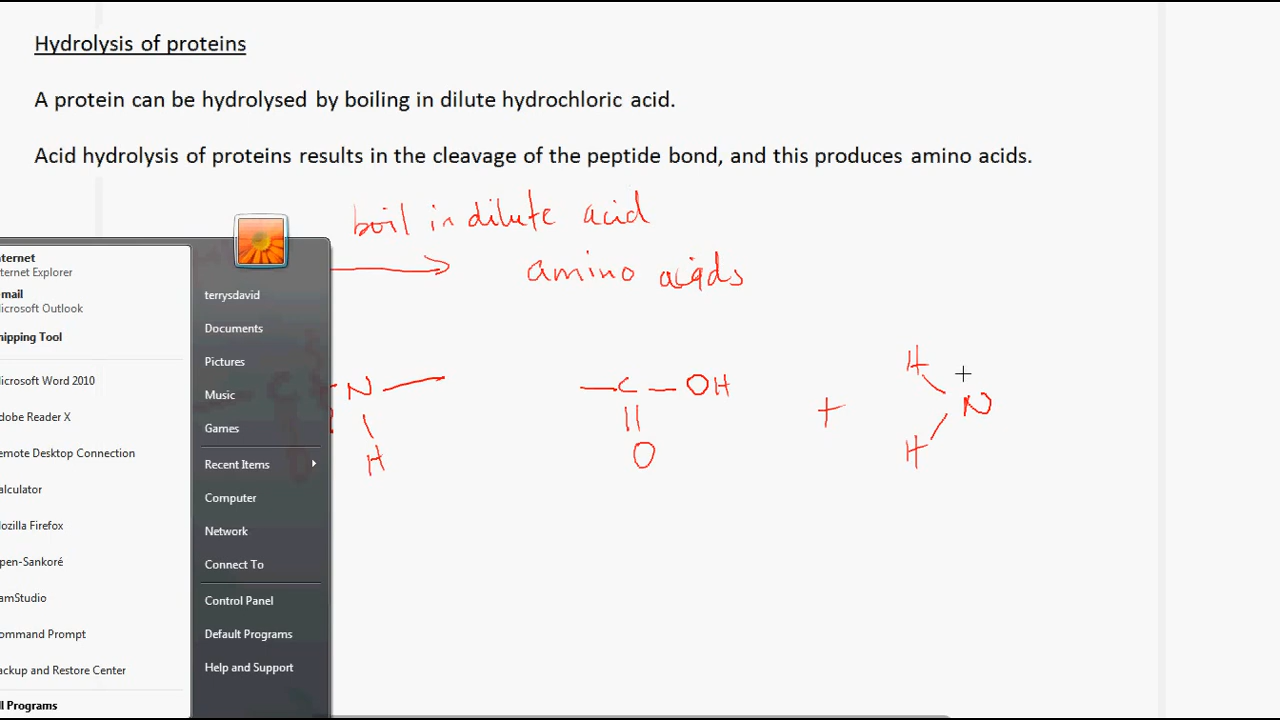 Hydrolysis of proteins
A protein can be hydrolysed by boiling in dilute hydrochloric acid.
Acid hydrolysis of proteins results in the cleavage of the peptide bond, and this produces amino acids.
boil in dilute acid
amino acids
N
H
C OH
O
+
H
N
H
nternet
nternet Explorer
mail
icrosoft Outlook
nipping Tool
icrosoft Word 2010
dobe Reader X
emote Desktop Connection
alculator
ozilla Firefox
pen-Sankoré
amStudio
ommand Prompt
ackup and Restore Center
ll Programs
terrysdavid
Documents
Pictures
Music
Games
Recent Items
Computer
Network
Connect To
Control Panel
Default Programs
Help and Support